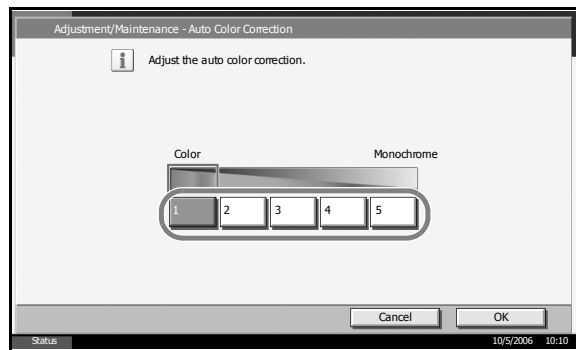 Adjustment/Maintenance - Auto Color Correction
i Adjust the auto color correction.
Color Monochrome
1 2 3 4 5
Cancel OK
Status 10/5/2006 10:10